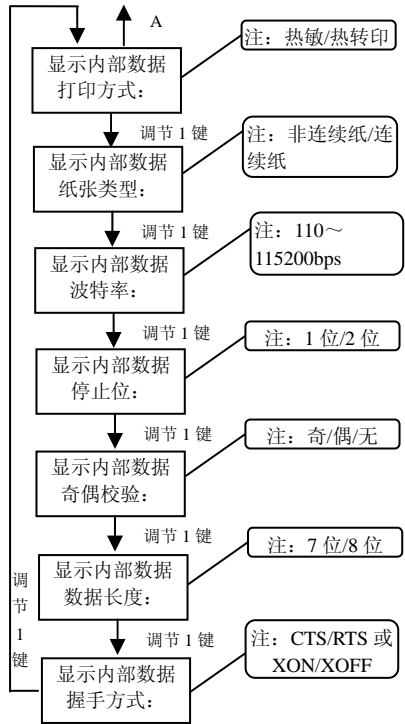 A
显示内部数据
打印方式：
注：热敏/热转印
调节 1 键
显示内部数据
纸张类型：
注：非连续纸/连
续纸
调节 1 键
显示内部数据
波特率：
注：110～
115200bps
调节 1 键
显示内部数据
停止位：
注：1 位/2 位
调节 1 键
显示内部数据
奇偶校验：
注：奇/偶/无
调节 1 键
显示内部数据
数据长度：
注：7 位/8 位
调节 1 键
显示内部数据
握手方式：
注：CTS/RTS 或
XON/XOFF
调
节
1
键